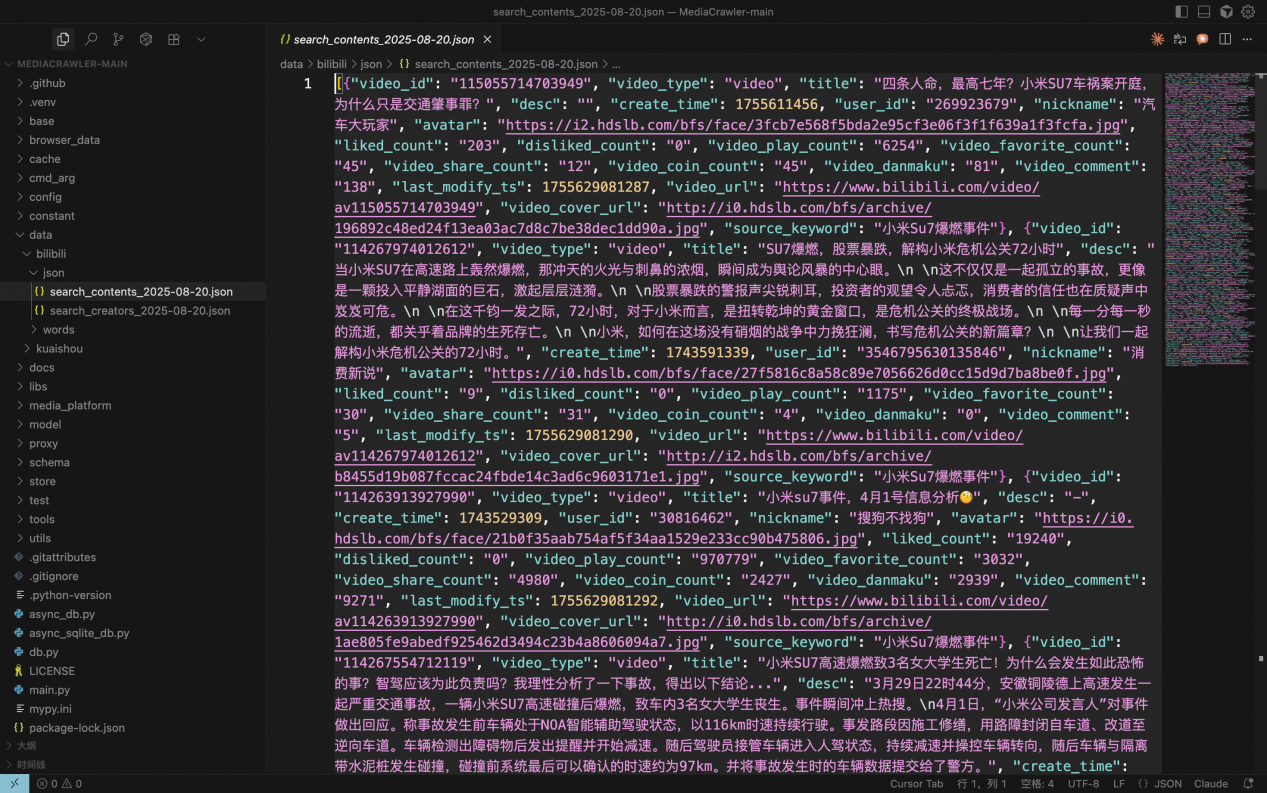 search_contents_2025-08-20.json — MediaCrawler-main
MEDIACRAWLER-MAIN
.github
.venv
base
browser_data
cache
cmd_arg
config
constant
data
bilibili
json
{} search_contents_2025-08-20.json
{} search_creators_2025-08-20.json
words
kuaishou
docs
libs
media_platform
model
proxy
schema
store
test
tools
utils
.gitattributes
.gitignore
.python-version
async_db.py
async_sqlite_db.py
db.py
LICENSE
main.py
mypy.ini
{} package-lock.json
大纲
时间线
{} search_contents_2025-08-20.json
data > bilibili > json > {} search_contents_2025-08-20.json > ...
1 [{"video_id": "115055714703949", "video_type": "video", "title": "四条人命，最高七年？小米SU7车祸案开庭，
为什么只是交通肇事罪？", "desc": "", "create_time": 1755611456, "user_id": "269923679", "nickname": "汽
车大玩家", "avatar": "https://i2.hdslb.com/bfs/face/3fcb7e568f5bda2e95cf3e06f3f1f639a1f3fcfa.jpg",
"liked_count": "203", "disliked_count": "0", "video_play_count": "6254", "video_favorite_count":
"45", "video_share_count": "12", "video_coin_count": "45", "video_danmaku": "81", "video_comment":
"138", "last_modify_ts": 1755629081287, "video_url": "https://www.bilibili.com/video/
av115055714703949", "video_cover_url": "http://i0.hdslb.com/bfs/archive/
196892c48ed24f13ea03ac7d8c7be38dec1dd90a.jpg", "source_keyword": "小米Su7爆燃事件"}, {"video_id":
"114267974012612", "video_type": "video", "title": "SU7爆燃，股票暴跌，解构小米危机公关72小时", "desc": "
当小米SU7在高速路上轰然爆燃，那冲天的火光与刺鼻的浓烟，瞬间成为舆论风暴的中心眼。\n \n这不仅仅是一起孤立的事故，更像
是一颗投入平静湖面的巨石，激起层层涟漪。\n \n股票暴跌的警报声尖锐刺耳，投资者的观望令人忐忑，消费者的信任也在质疑声中
岌岌可危。\n \n在这千钧一发之际，72小时，对于小米而言，是扭转乾坤的黄金窗口，是危机公关的终极战场。\n \n每一分每一秒
的流逝，都关乎着品牌的生死存亡。\n \n小米，如何在这场没有硝烟的战争中力挽狂澜，书写危机公关的新篇章？\n \n让我们一起
解构小米危机公关的72小时。", "create_time": 1743591339, "user_id": "3546795630135846", "nickname": "消
费新说", "avatar": "https://i0.hdslb.com/bfs/face/27f5816c8a58c89e7056626d0cc15d9d7ba8be0f.jpg",
"liked_count": "9", "disliked_count": "0", "video_play_count": "1175", "video_favorite_count":
"30", "video_share_count": "31", "video_coin_count": "4", "video_danmaku": "0", "video_comment":
"5", "last_modify_ts": 1755629081290, "video_url": "https://www.bilibili.com/video/
av114267974012612", "video_cover_url": "http://i2.hdslb.com/bfs/archive/
b8455d19b087fccac24fbde14c3ad6c9603171e1.jpg", "source_keyword": "小米Su7爆燃事件"}, {"video_id":
"114263913927990", "video_type": "video", "title": "小米su7事件，4月1号信息分析🤔", "desc": "-",
"create_time": 1743529309, "user_id": "30816462", "nickname": "搜狗不找狗", "avatar": "https://i0.
hdslb.com/bfs/face/21b0f35aab754af5f34aa1529e233cc90b475806.jpg", "liked_count": "19240",
"disliked_count": "0", "video_play_count": "970779", "video_favorite_count": "3032",
"video_share_count": "4980", "video_coin_count": "2427", "video_danmaku": "2939", "video_comment":
"9271", "last_modify_ts": 1755629081292, "video_url": "https://www.bilibili.com/video/
av114263913927990", "video_cover_url": "http://i0.hdslb.com/bfs/archive/
1ae805fe9abedf925462d3494c23b4a8606094a7.jpg", "source_keyword": "小米Su7爆燃事件"}, {"video_id":
"114267554712119", "video_type": "video", "title": "小米SU7高速爆燃致3名女大学生死亡！为什么会发生如此恐怖
的事？智驾应该为此负责吗？我理性分析了一下事故，得出以下结论...", "desc": "3月29日22时44分，安徽铜陵德上高速发生一
起严重交通事故，一辆小米SU7高速碰撞后爆燃，致车内3名女大学生丧生。事件瞬间冲上热搜。\n4月1日，“小米公司发言人”对事件
做出回应。称事故发生前车辆处于NOA智能辅助驾驶状态，以116km时速持续行驶。事发路段因施工修缮，用路障封闭自车道、改道至
逆向车道。车辆检测出障碍物后发出提醒并开始减速。随后驾驶员接管车辆进入人驾状态，持续减速并操控车辆转向，随后车辆与隔离
带水泥桩发生碰撞，碰撞前系统最后可以确认的时速约为97km。并将事故发生时的车辆数据提交给了警方。", "create_time":
0 0
Cursor Tab 行 1，列 1 空格: 4 UTF-8 LF {} JSON Claude